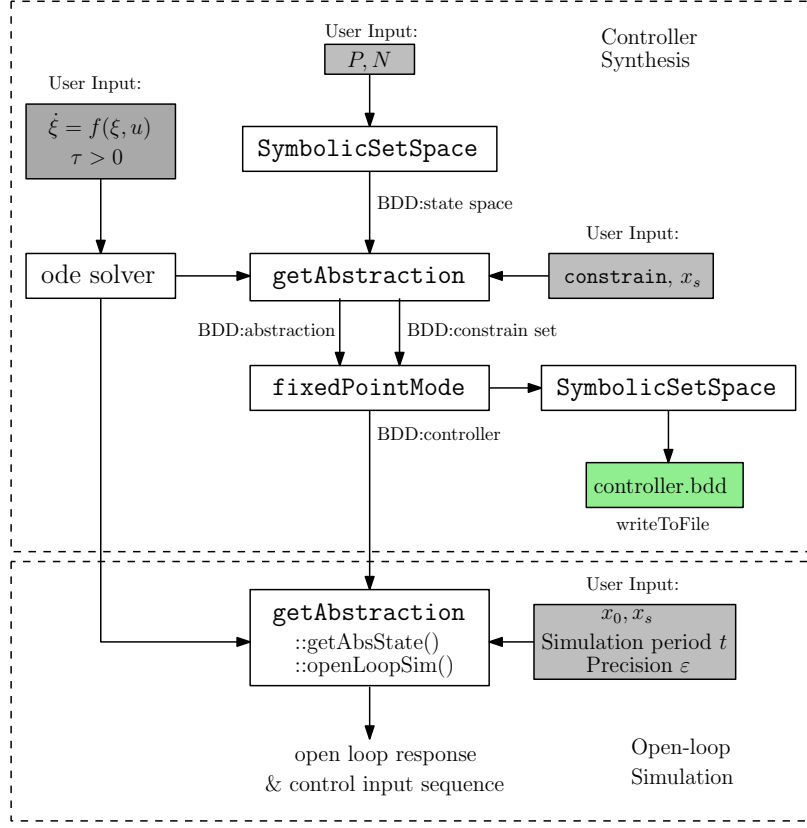 User Input:
P, N
Controller
Synthesis
User Input:
ξ̇ = f(ξ, u)
τ > 0
SymbolicSetSpace
BDD:state space
User Input:
ode solver
getAbstraction
constrain, x_s
BDD:abstraction
BDD:constrain set
fixedPointMode
SymbolicSetSpace
BDD:controller
controller.bdd
writeToFile
User Input:
getAbstraction
::getAbsState()
::openLoopSim()
x_0, x_s
Simulation period t
Precision ε
open loop response
& control input sequence
Open-loop
Simulation